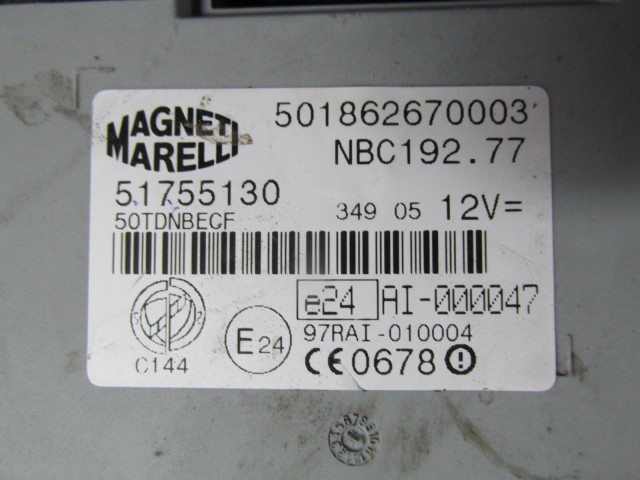 MAGNETI
MARELLI
501862670003
NBC192.77
51755130
50TDNBECF
349 05 12V=
e24 AI-000047
97RAI-010004
C144
E24
CE0678